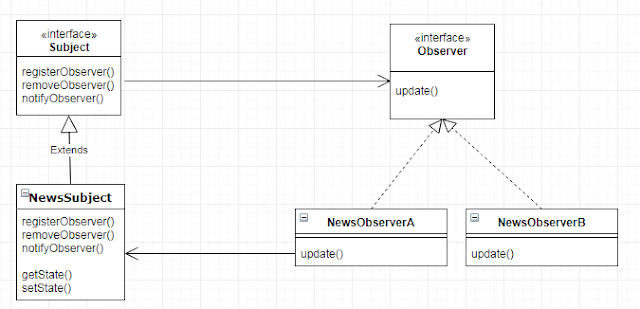 «interface»
Subject
registerObserver()
removeObserver()
notifyObserver()
«interface»
Observer
update()
Extends
NewsSubject
registerObserver()
removeObserver()
notifyObserver()
getState()
setState()
NewsObserverA
update()
NewsObserverB
update()